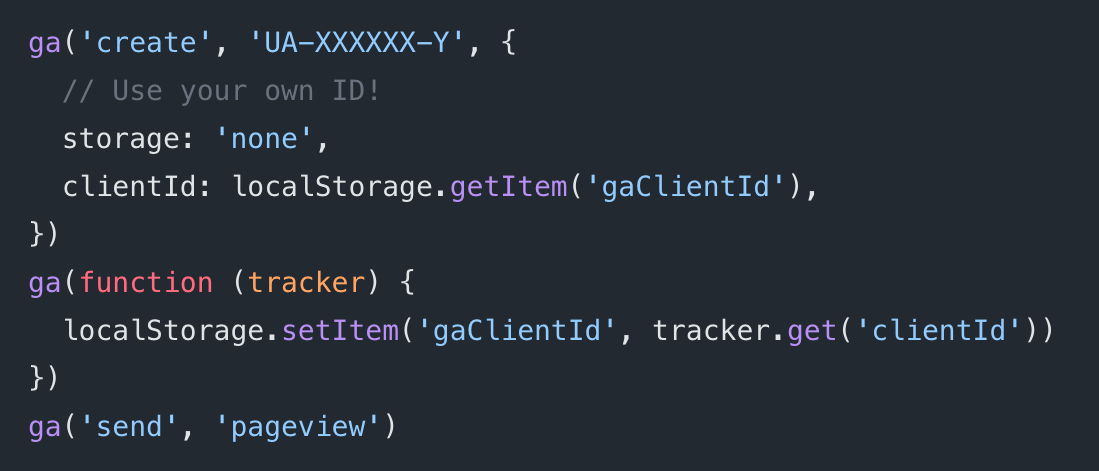 ga('create', 'UA-XXXXXX-Y', {
  // Use your own ID!
  storage: 'none',
  clientId: localStorage.getItem('gaClientId'),
})
ga(function (tracker) {
  localStorage.setItem('gaClientId', tracker.get('clientId'))
})
ga('send', 'pageview')